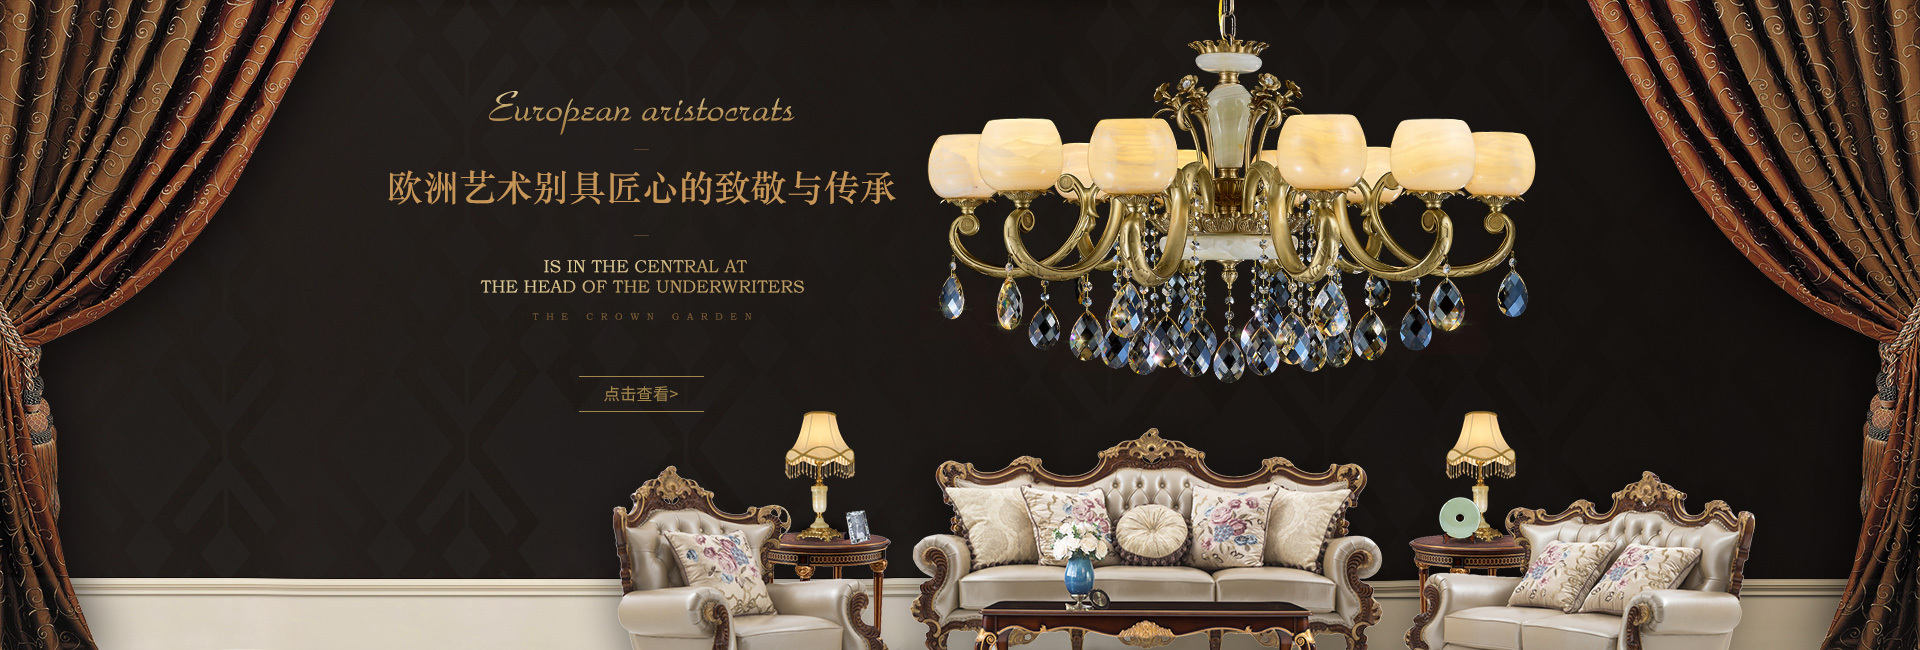 European aristocrats
欧洲艺术别具匠心的致敬与传承
IS IN THE CENTRAL AT
THE HEAD OF THE UNDERWRITERS
THE CROWN GARDEN
点击查看>